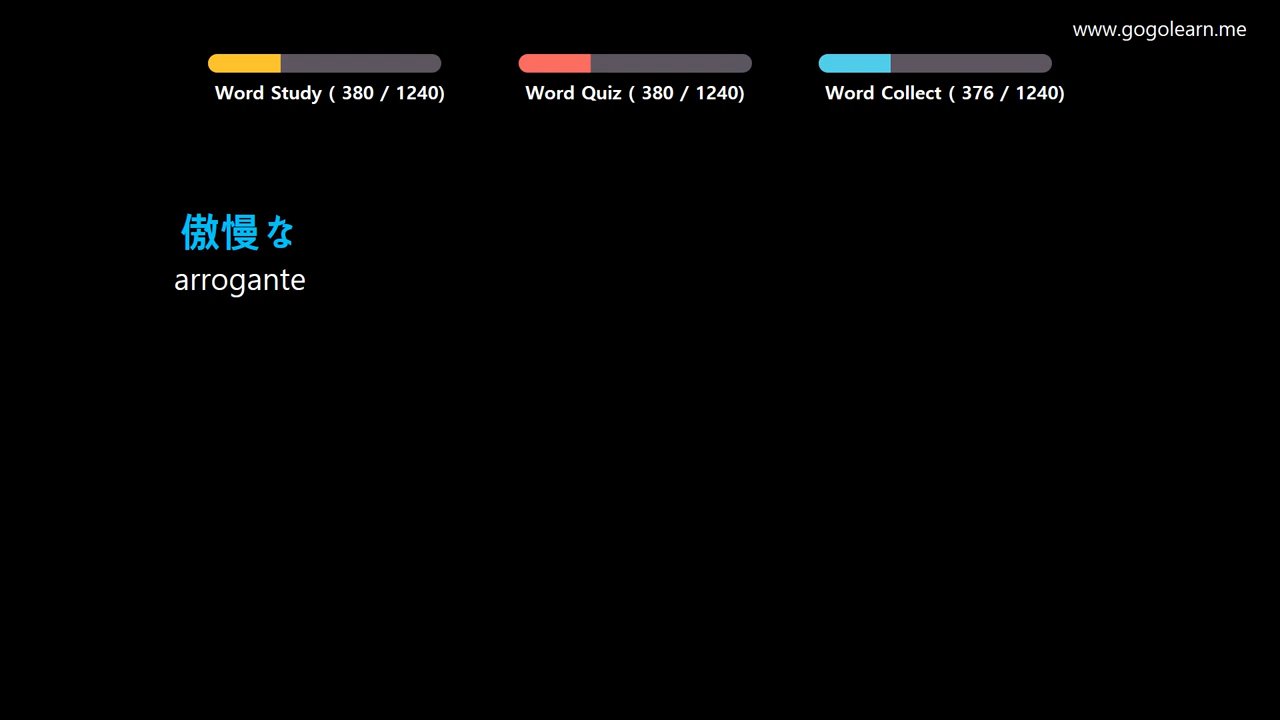 www.gogolearn.me
Word Study ( 380 / 1240)
Word Quiz ( 380 / 1240)
Word Collect ( 376 / 1240)
傲慢な
arrogante